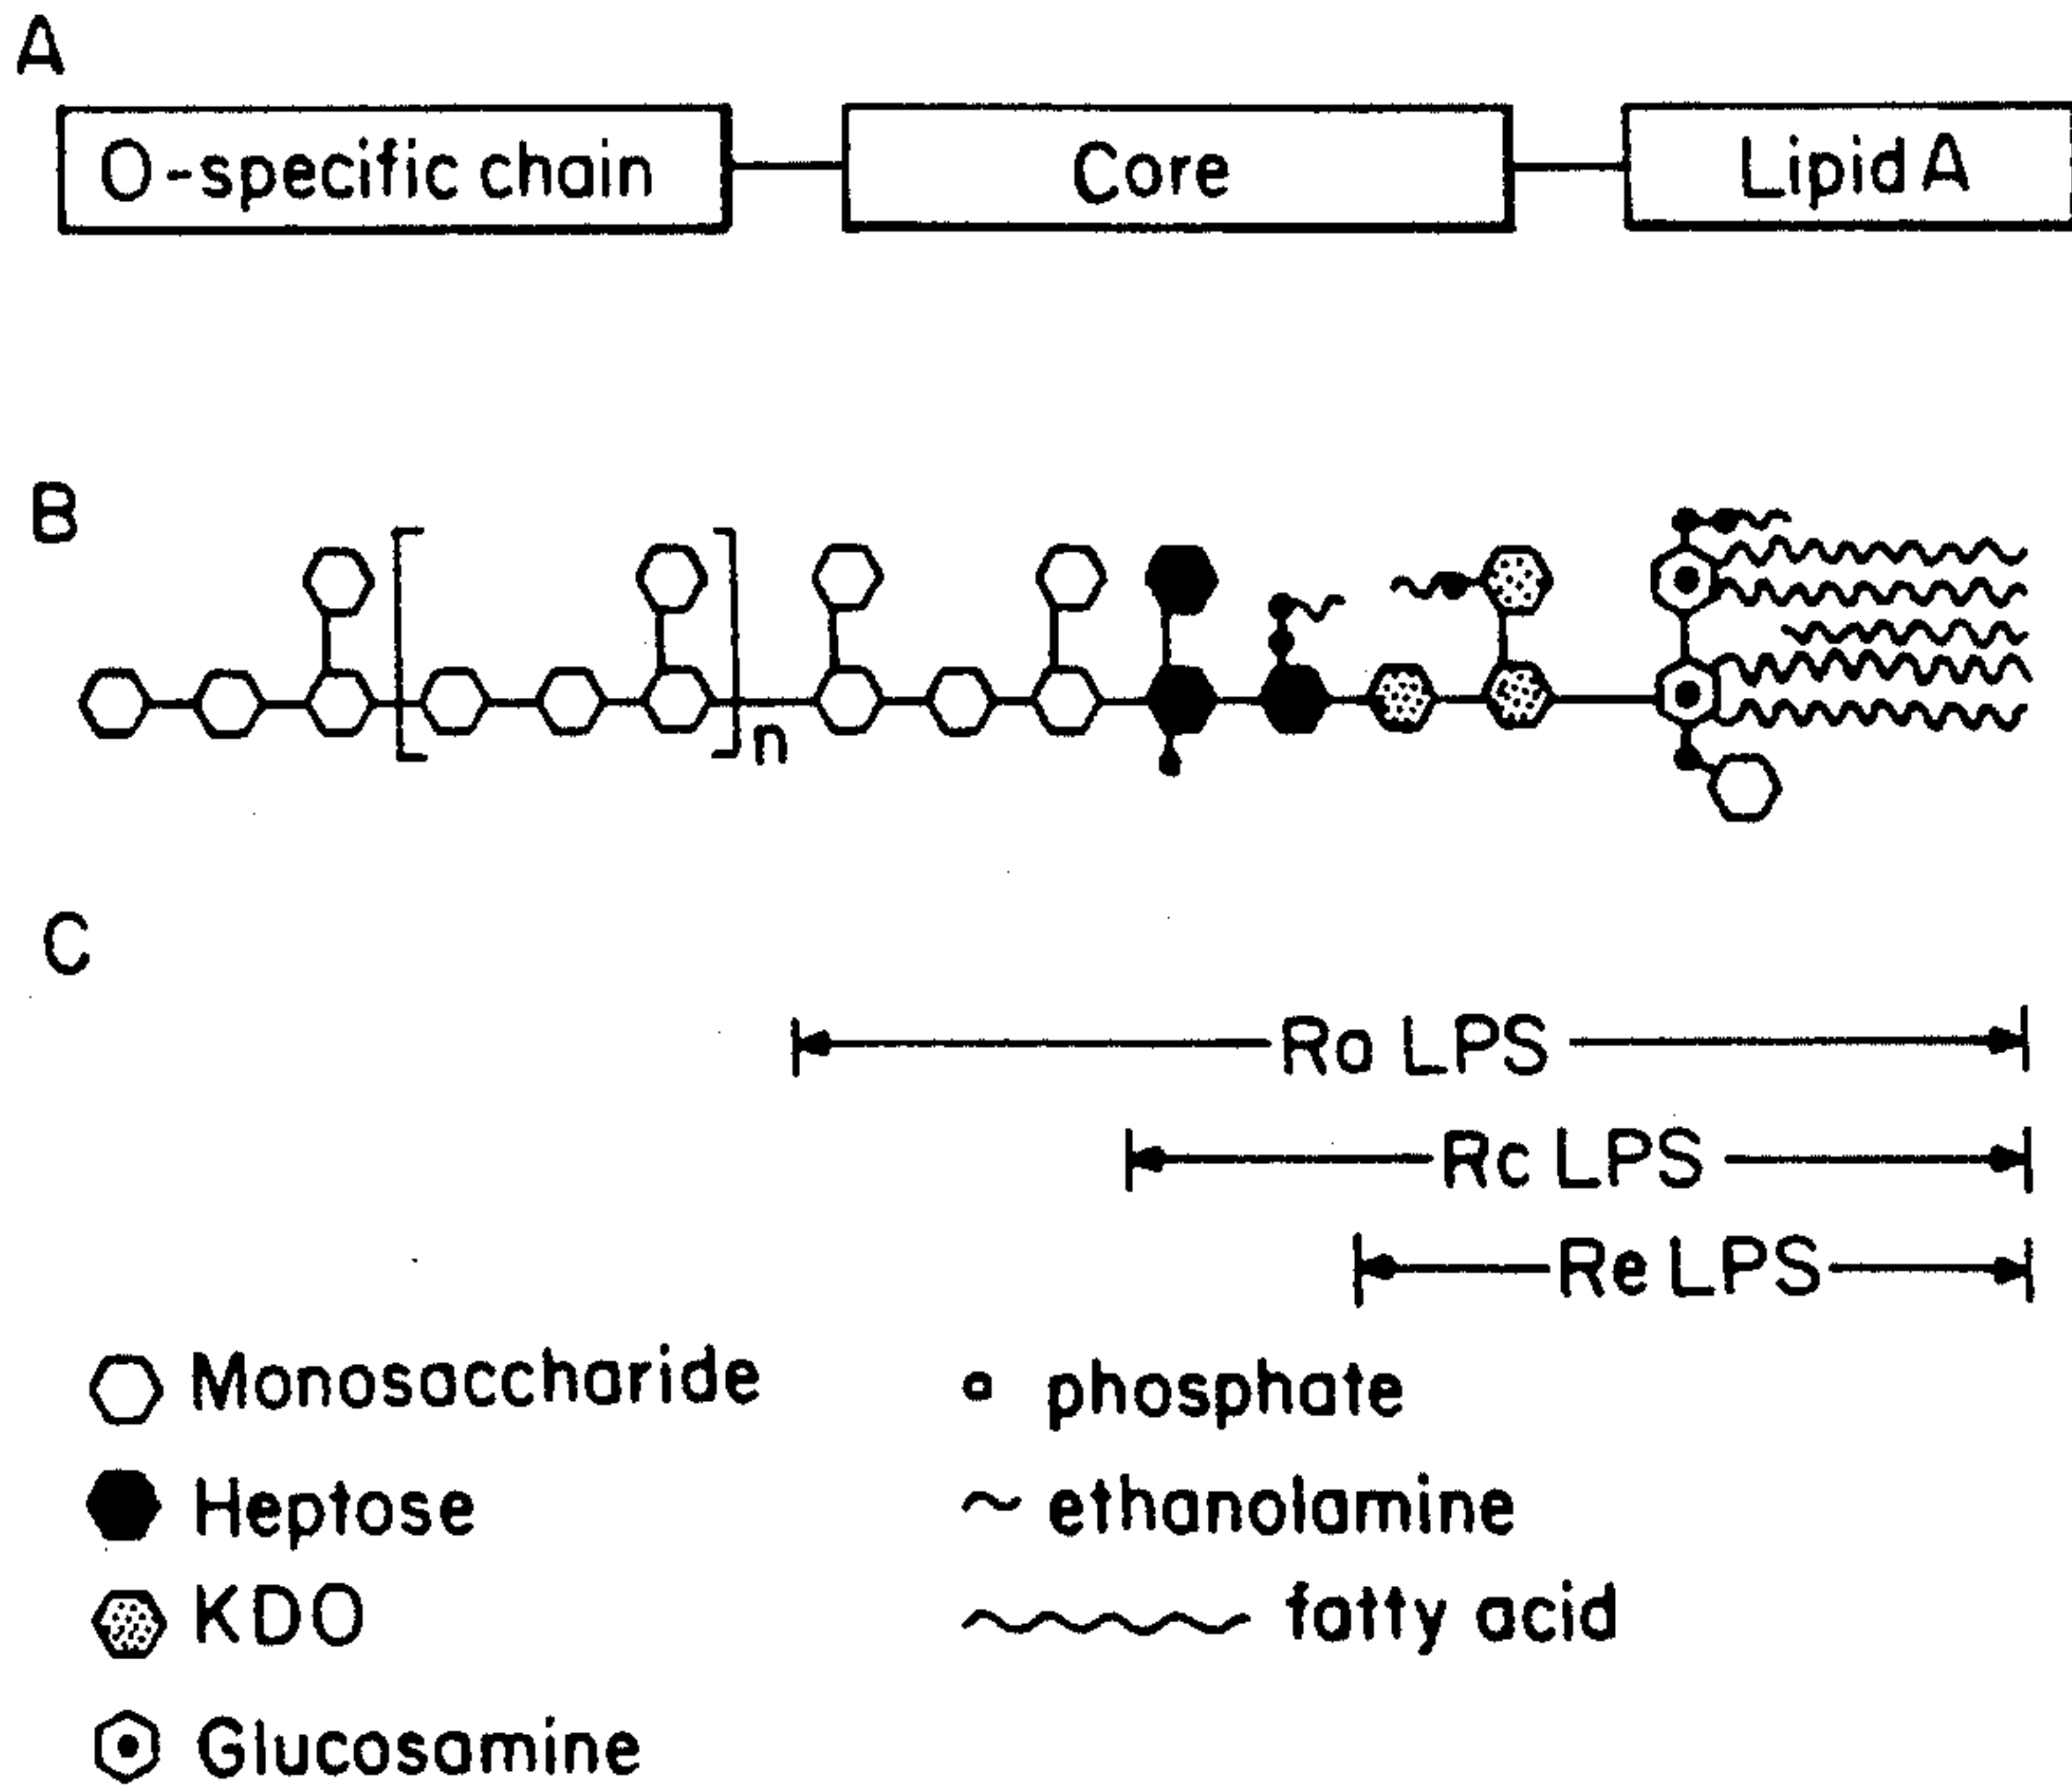 A
O-specific chain
Core
Lipid A
B
n
C
Ra LPS
Rc LPS
Re LPS
Monosaccharide
phosphate
Heptose
ethanolamine
KDO
fatty acid
Glucosamine